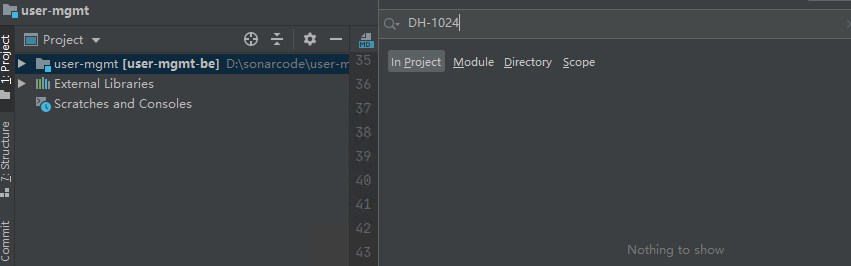 user-mgmt
1: Project
7: Structure
Commit
Project
user-mgmt [user-mgmt-be] D:\sonarcode\user-m
External Libraries
Scratches and Consoles
MD
35
36
37
38
39
40
41
42
43
DH-1024
In Project Module Directory Scope
Nothing to show